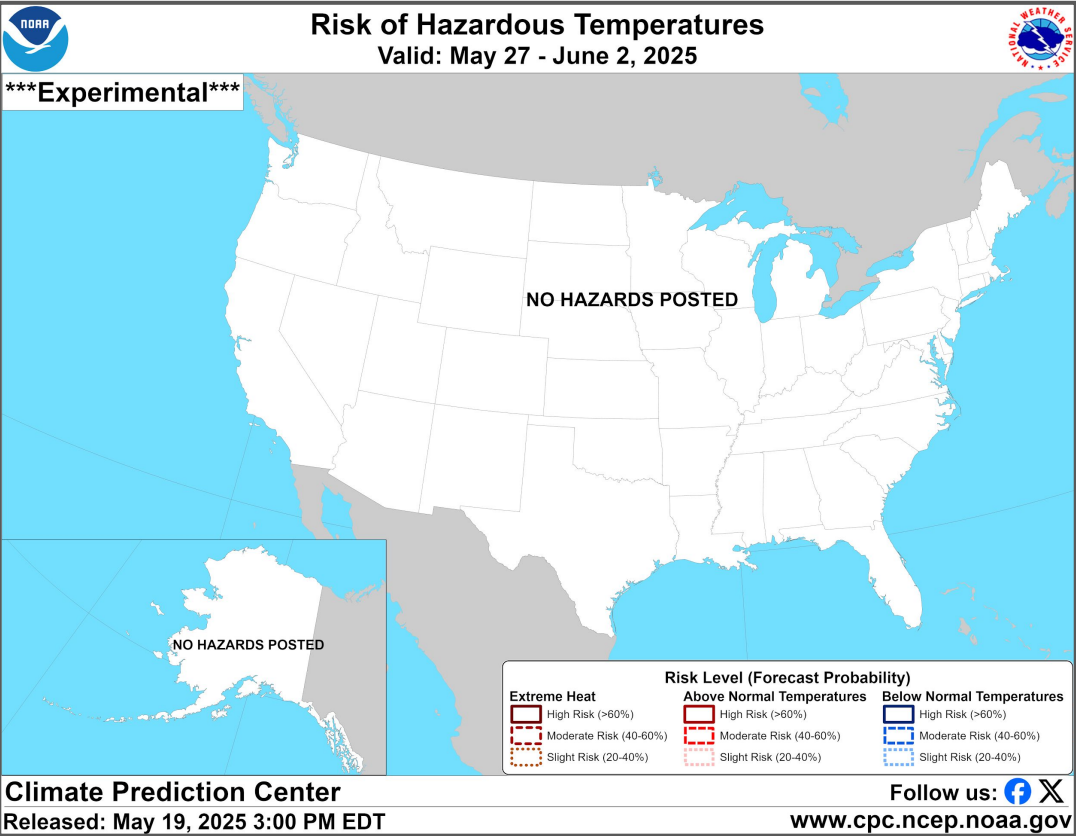 NOAA
Risk of Hazardous Temperatures
Valid: May 27 - June 2, 2025
NATIONAL WEATHER SERVICE
***Experimental***
NO HAZARDS POSTED
NO HAZARDS POSTED
Risk Level (Forecast Probability)
Extreme Heat
High Risk (>60%)
Moderate Risk (40-60%)
Slight Risk (20-40%)
Above Normal Temperatures
High Risk (>60%)
Moderate Risk (40-60%)
Slight Risk (20-40%)
Below Normal Temperatures
High Risk (>60%)
Moderate Risk (40-60%)
Slight Risk (20-40%)
Climate Prediction Center
Follow us:
Released: May 19, 2025 3:00 PM EDT
www.cpc.ncep.noaa.gov